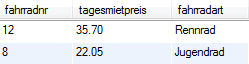 fahrradnr tagesmietpreis fahrradart
12 35.70 Rennrad
8 22.05 Jugendrad